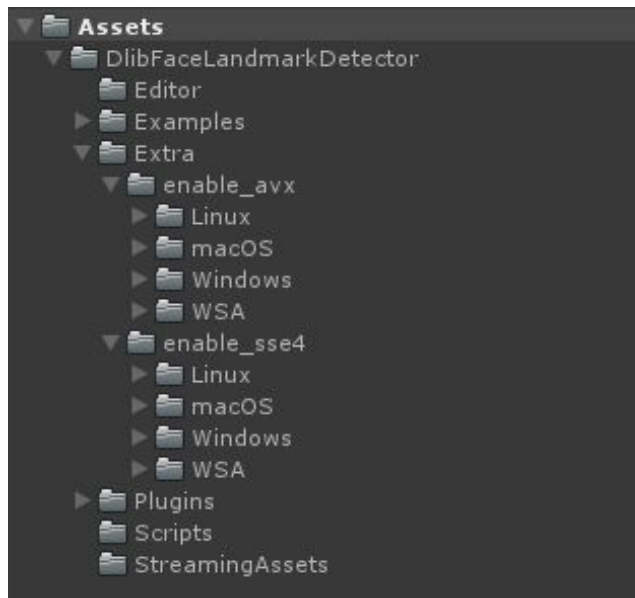 Assets
DlibFaceLandmarkDetector
Editor
Examples
Extra
enable_avx
Linux
macOS
Windows
WSA
enable_sse4
Linux
macOS
Windows
WSA
Plugins
Scripts
StreamingAssets